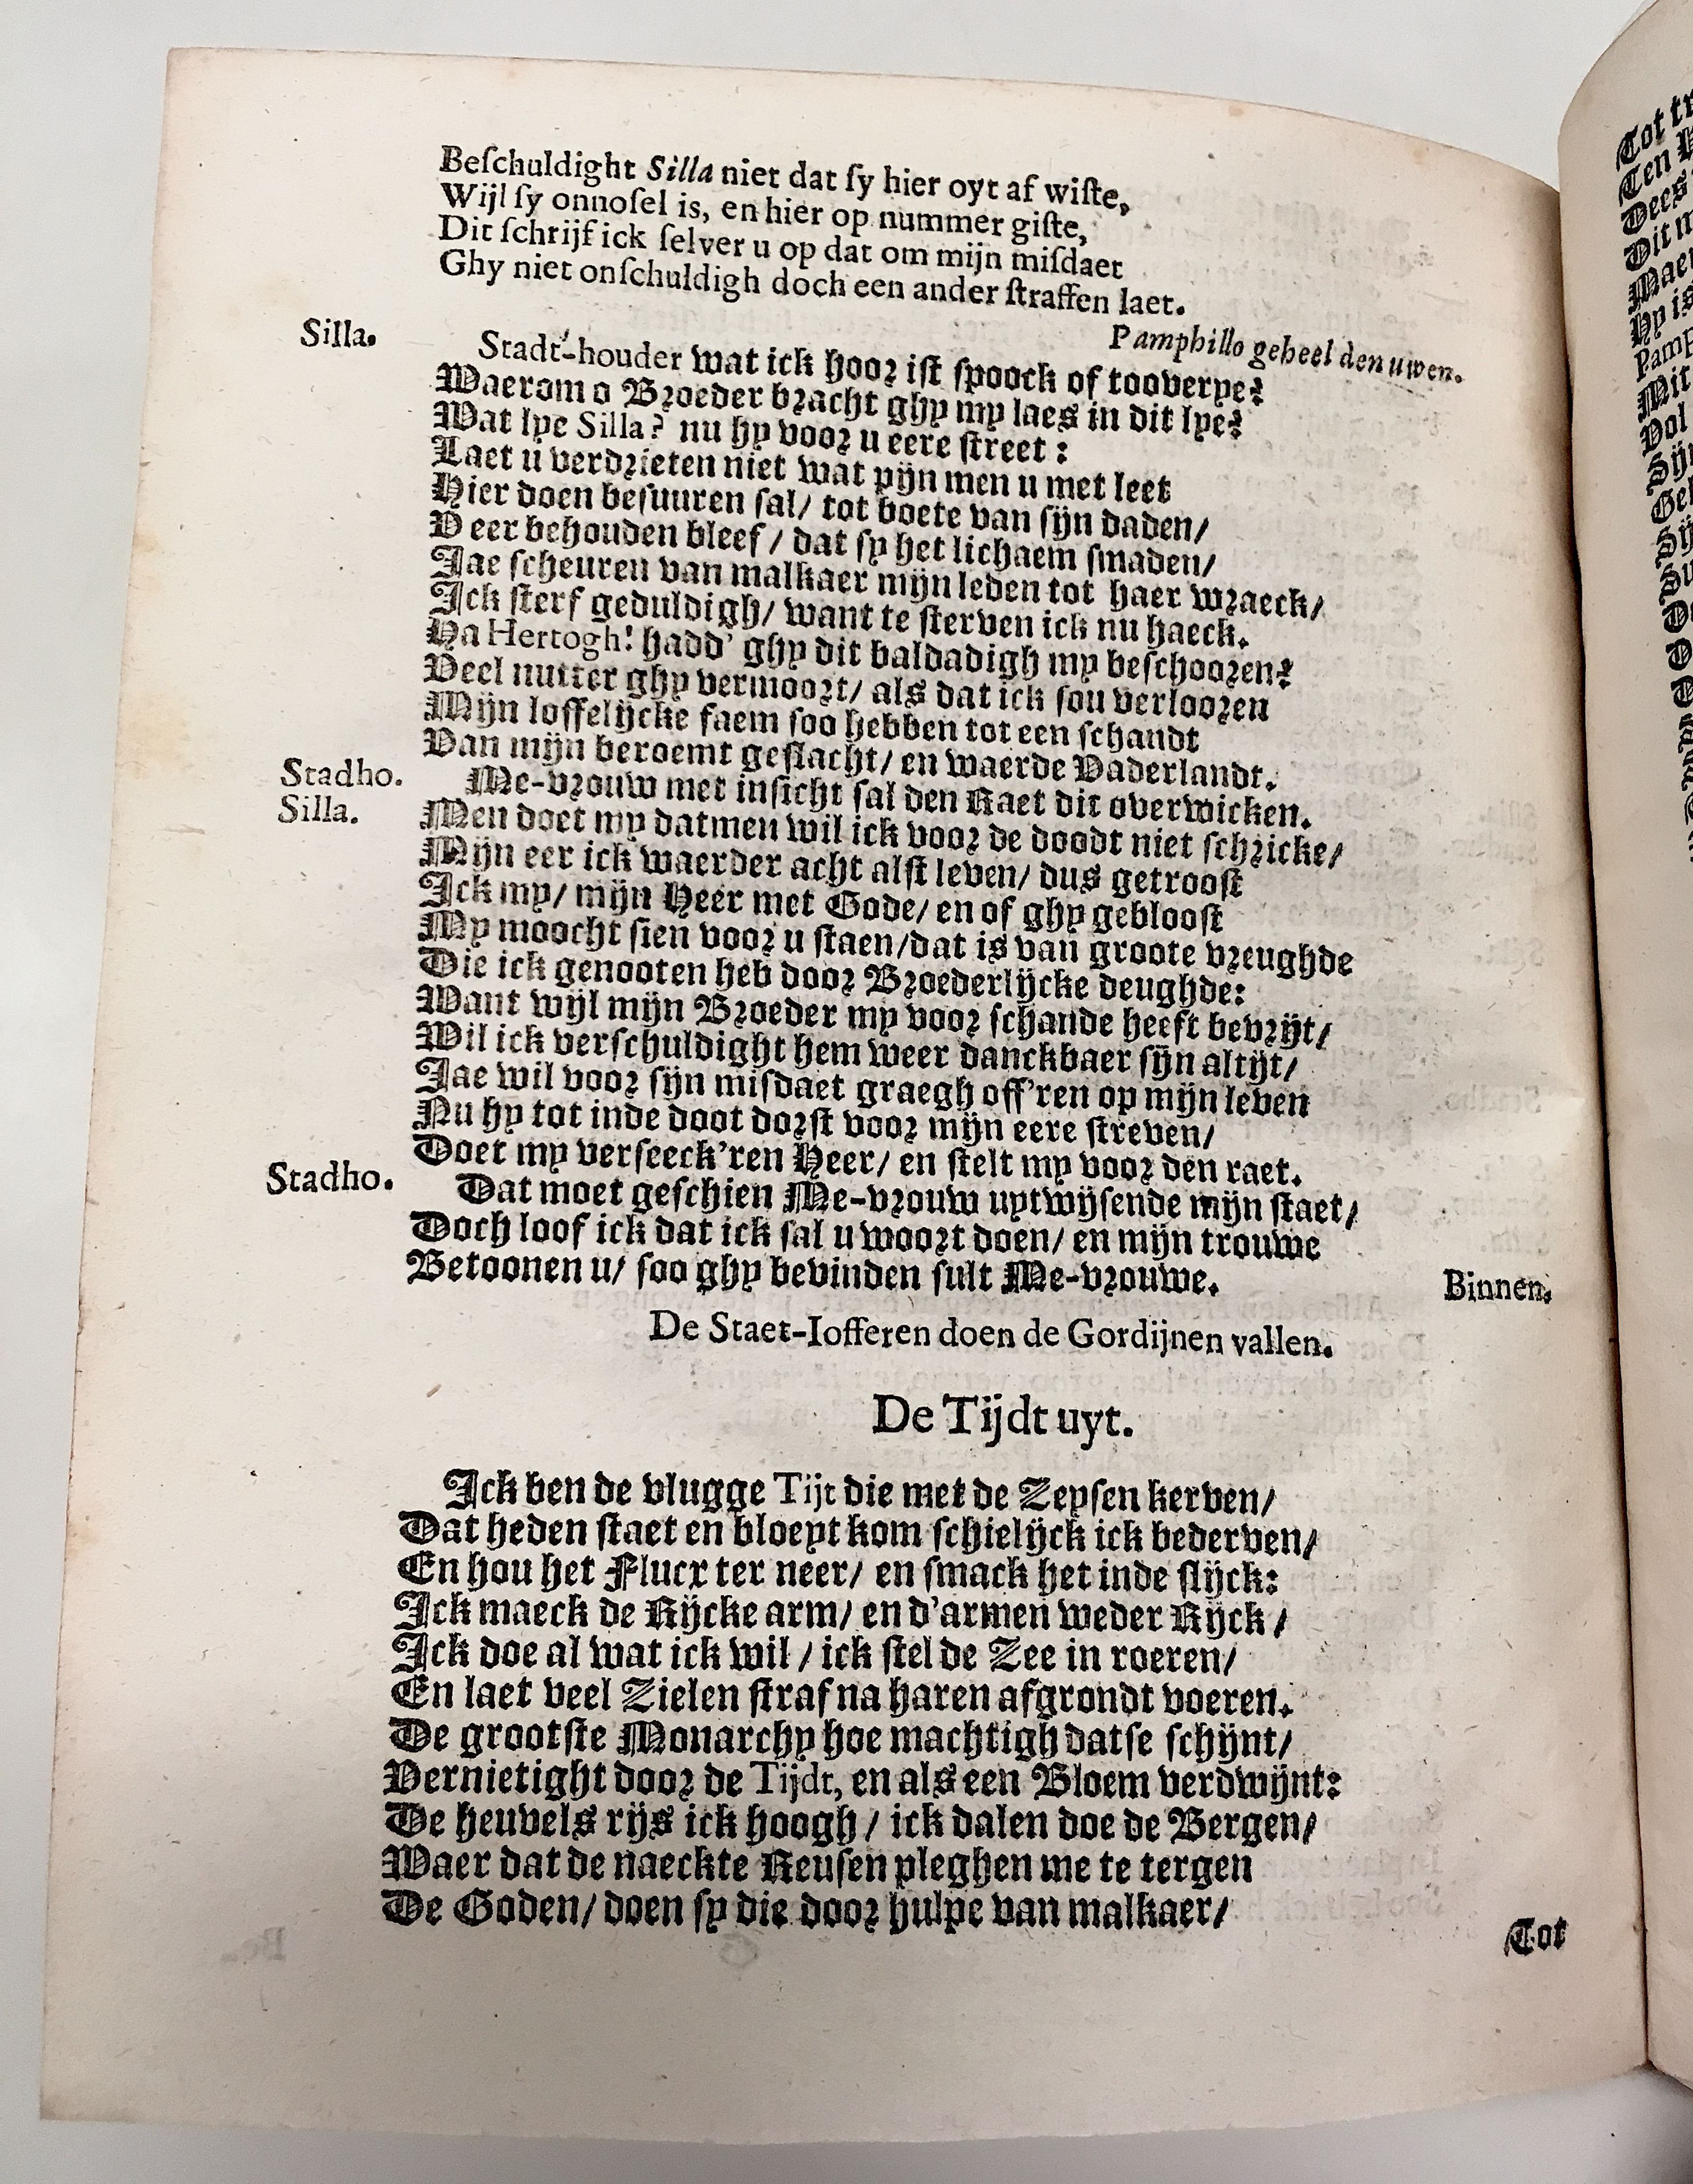 Beſchuldight Silla niet dat ſy hier oyt af wiſte,
Wijl ſy onnoſel is, en hier op nummer giſte,
Dit ſchrijf ick ſelver u op dat om mijn miſdaet
Ghy niet onſchuldigh doch een ander ſtraffen laet.
Pamphillo geheel den uwen.
Silla. Stadt-houder wat ick hoor iſt ſpoock of tooverye?
Waerom o Broeder bracht ghy my laes in dit lye?
Wat lye Silla? nu hy voor u eere ſtreet:
Laet u verdrieten niet wat pijn men u met leet
Hier doen beſuuren ſal/ tot boete van ſijn daden/
D eer behouden bleef/ dat ſy het lichaem ſmaden/
Jae ſcheuren van malkaer mijn leden tot haer wraeck/
Ick ſterf geduldigh/ want te ſterven ick nu haeck.
Ha Hertogh! hadd' ghy dit baldadigh my beſchooren?
Veel nutter ghy vermoort/ als dat ick ſou verlooren
Mijn loffelijcke faem ſoo hebben tot een ſchandt
Van mijn beroemt geſlacht/ en waerde Vaderlandt.
Stadho. Me-vrouw met inſicht ſal den Raet dit overwicken.
Silla. Men doet my datmen wil ick voor de doodt niet ſchricke/
Mijn eer ick waerder acht alſt leven/ dus getrooſt
Ick my/ mijn Heer met Gode/ en of ghy geblooſt
My moocht ſien voor u ſtaen/dat is van groote vreughde
Die ick genooten heb door Broederlijcke deughde:
Want wijl mijn Broeder my voor ſchande heeft bevrijt/
Wil ick verſchuldight hem weer danckbaer ſijn altijt/
Jae wil voor ſijn miſdaet graegh off'ren op mijn leven
Nu hy tot inde doot dorſt voor mijn eere ſtreven/
Doet my verſeeck'ren Heer/ en ſtelt my voor den raet.
Stadho. Dat moet geſchien Me-vrouw uytwijſende mijn ſtaet/
Doch loof ick dat ick ſal u woort doen/ en mijn trouwe
Betoonen u/ ſoo ghy bevinden ſult Me-vrouwe. Binnen.
De Staet-Iofferen doen de Gordijnen vallen.
De Tijdt uyt.
Ick ben de vlugge Tijt die met de Zeyſen kerven/
Dat heden ſtaet en bloeyt kom ſchielijck ick bederven/
En hou het Flucx ter neer/ en ſmack het inde ſlijck:
Ick maeck de Rijcke arm/ en d'armen weder Rijck/
Ick doe al wat ick wil/ ick ſtel de Zee in roeren/
En laet veel Zielen ſtraf na haren afgrondt voeren.
De grootſte Monarchy hoe machtigh datſe ſchijnt/
Vernietight door de Tijdt, en als een Bloem verdwijnt:
De heuvels rijs ick hoogh/ ick dalen doe de Bergen/
Waer dat de naeckte Reuſen pleghen me te tergen
De Goden/ doen ſy die door hulpe van malkaer/
Tot